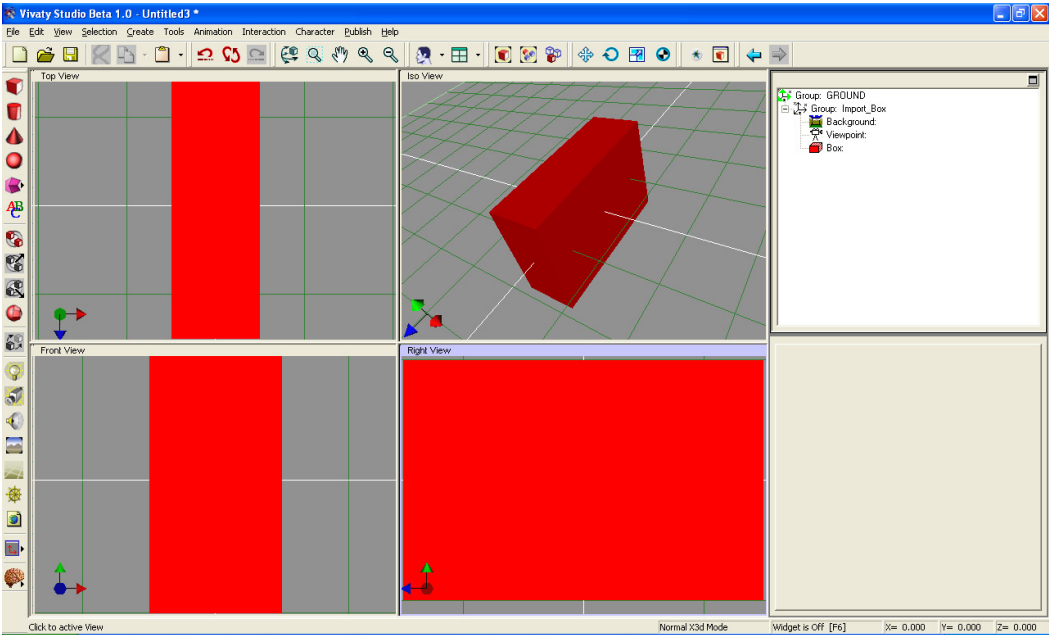 Vivaty Studio Beta 1.0 - Untitled3 *
File Edit View Selection Create Tools Animation Interaction Character Publish Help
Top View
Iso View
Group: GROUND
Group: Import_Box
Background:
Viewpoint:
Box:
AB
C
Front View
Right View
Click to active View
Normal X3d Mode
Widget is Off [F6]
X= 0.000
Y= 0.000
Z= 0.000